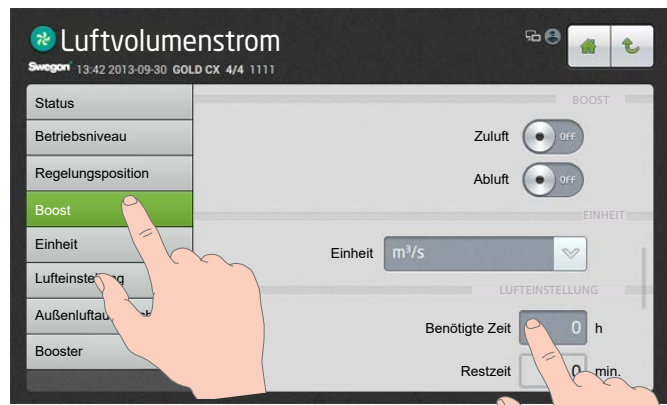 Luftvolumenstrom
Swegon 13:42 2013-09-30 GOLD CX 4/4 1111
Status
Betriebsniveau
Regelungsposition
Boost
Einheit
Booster
BOOST
Zuluft OFF
Abluft OFF
EINHEIT
Einheit m³/s
LUFTEINSTELLUNG
Benötigte Zeit 0 h
Restzeit 0 min.